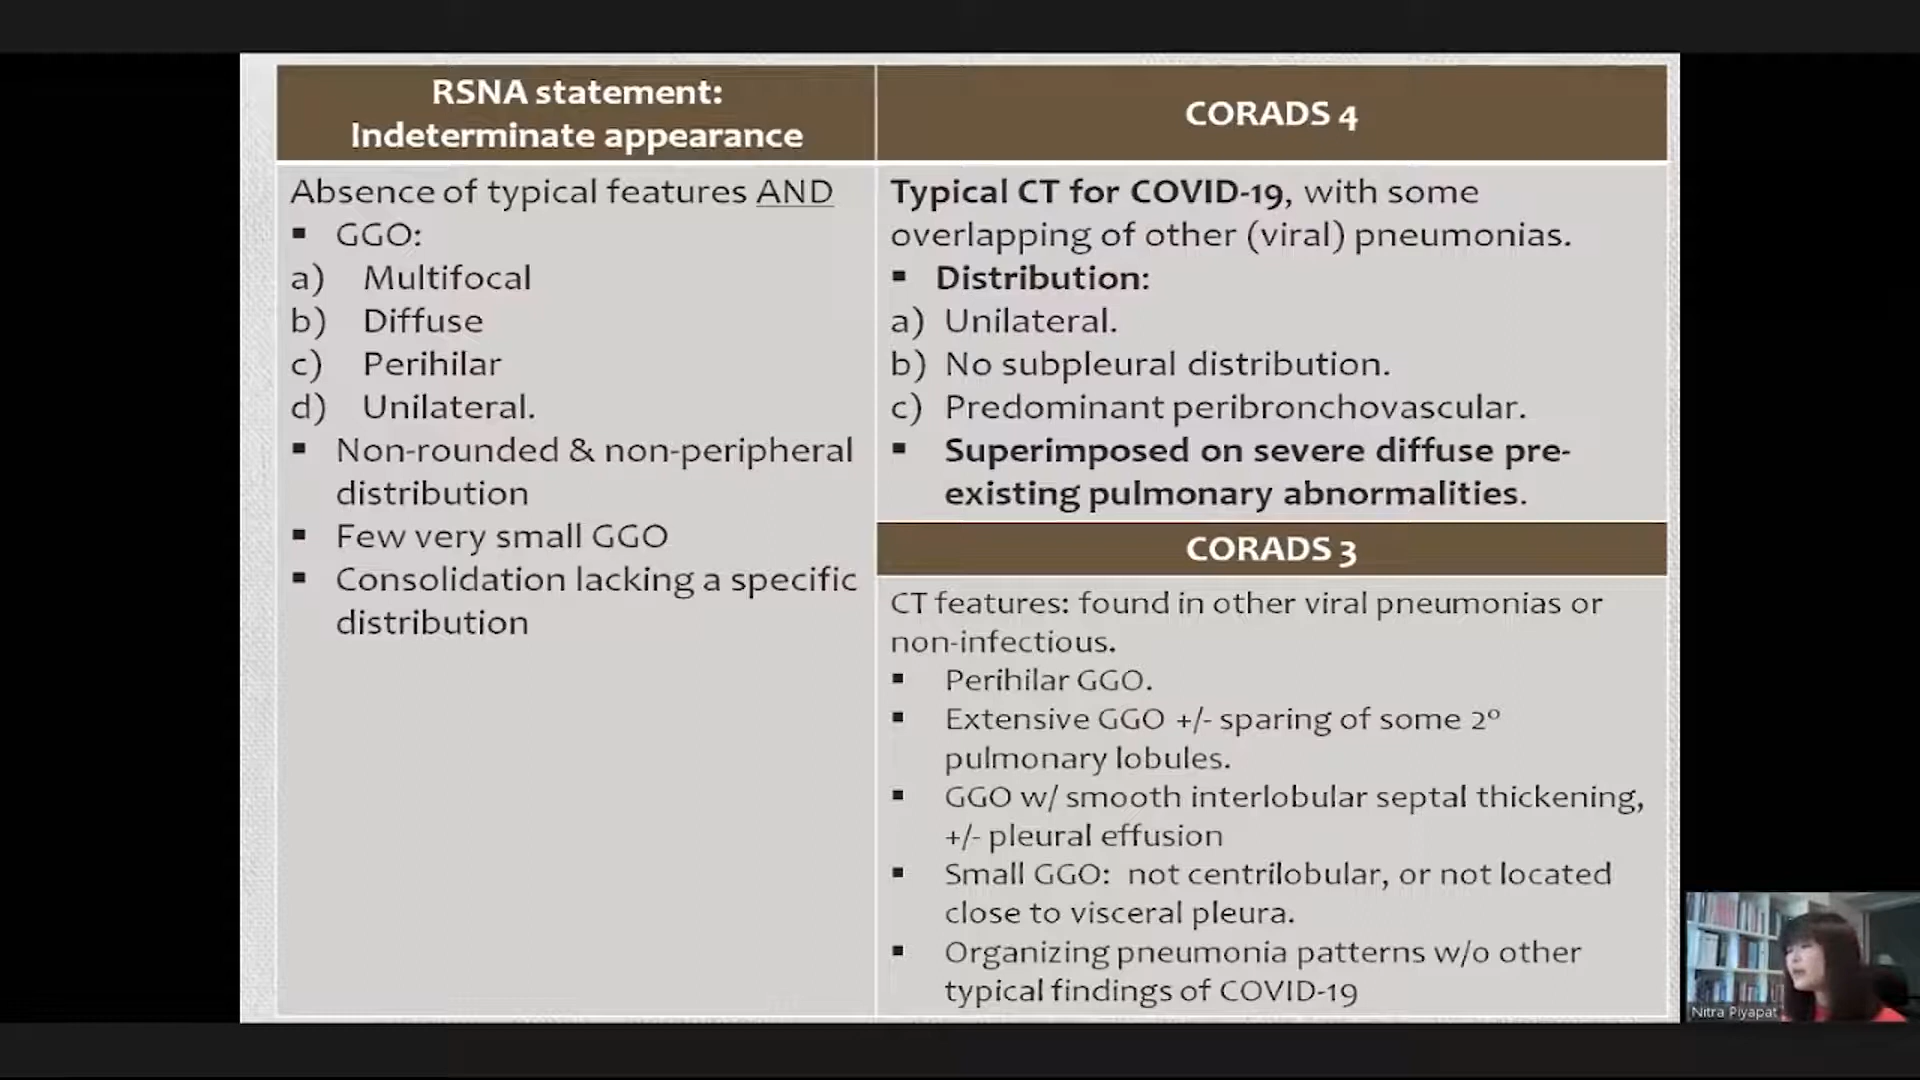 RSNA statement:
Indeterminate appearance
Absence of typical features AND
▪ GGO:
a) Multifocal
b) Diffuse
c) Perihilar
d) Unilateral.
▪ Non-rounded & non-peripheral
distribution
▪ Few very small GGO
▪ Consolidation lacking a specific
distribution
CORADS 4
Typical CT for COVID-19, with some
overlapping of other (viral) pneumonias.
▪ Distribution:
a) Unilateral.
b) No subpleural distribution.
c) Predominant peribronchovascular.
▪ Superimposed on severe diffuse pre-
existing pulmonary abnormalities.
CORADS 3
CT features: found in other viral pneumonias or
non-infectious.
▪ Perihilar GGO.
▪ Extensive GGO +/- sparing of some 2º
pulmonary lobules.
▪ GGO w/ smooth interlobular septal thickening,
+/- pleural effusion
▪ Small GGO: not centrilobular, or not located
close to visceral pleura.
▪ Organizing pneumonia patterns w/o other
typical findings of COVID-19
Nitra Piyapat